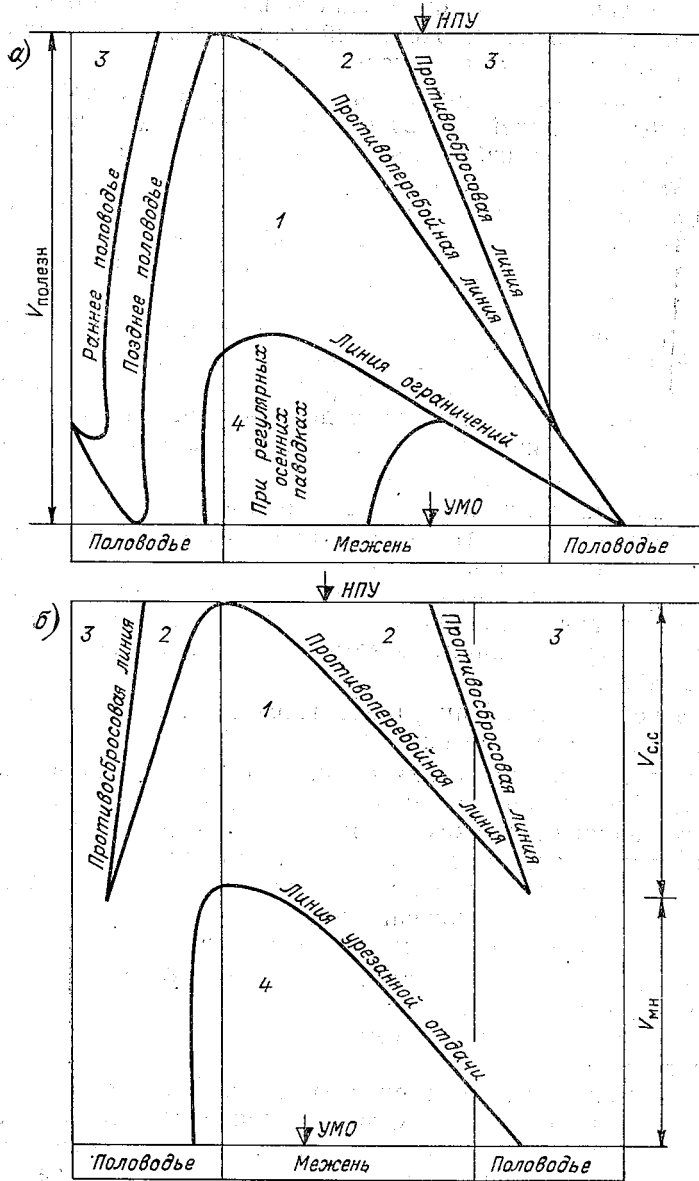 НПУ
а)
3
2
3
Раннее половодье
Позднее половодье
Противоперебойная линия
Противосбросовая линия
Vполезн
1
Линия ограничений
4
При регулярных
осенних
паводках
УМО
Половодье
Межень
Половодье
НПУ
б)
3
2
2
3
Противосбросовая линия
Противоперебойная линия
Противосбросовая линия
1
Vс.с
Линия урезанной отдачи
4
Vмн
УМО
Половодье
Межень
Половодье